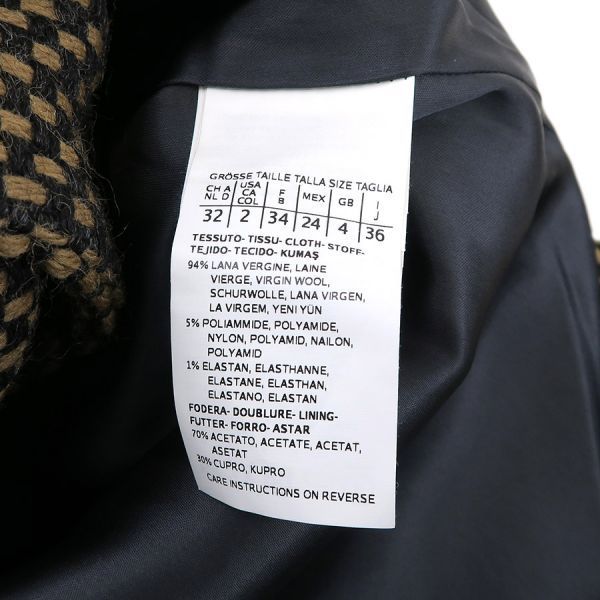 GRÖSSE TAILLE TALLA SIZE TAGLIA
CH A USA F MEX GB I
NL D CA B J
COL
32 2 34 24 4 36
TESSUTO- TISSU- CLOTH- STOFF-
TEJIDO- TECIDO- KUMAŞ
94% LANA VERGINE, LAINE
VIERGE, VIRGIN WOOL,
SCHURWOLLE, LANA VIRGEN,
LA VIRGEM, YENI YÜN
5% POLIAMMIDE, POLYAMIDE,
NYLON, POLYAMID, NAILON,
POLYAMID
1% ELASTAN, ELASTHANNE,
ELASTANE, ELASTHAN,
ELASTANO, ELASTAN
FODERA- DOUBLURE- LINING-
FUTTER- FORRO- ASTAR
70% ACETATO, ACETATE, ACETAT,
ASETAT
30% CUPRO, KUPRO
CARE INSTRUCTIONS ON REVERSE